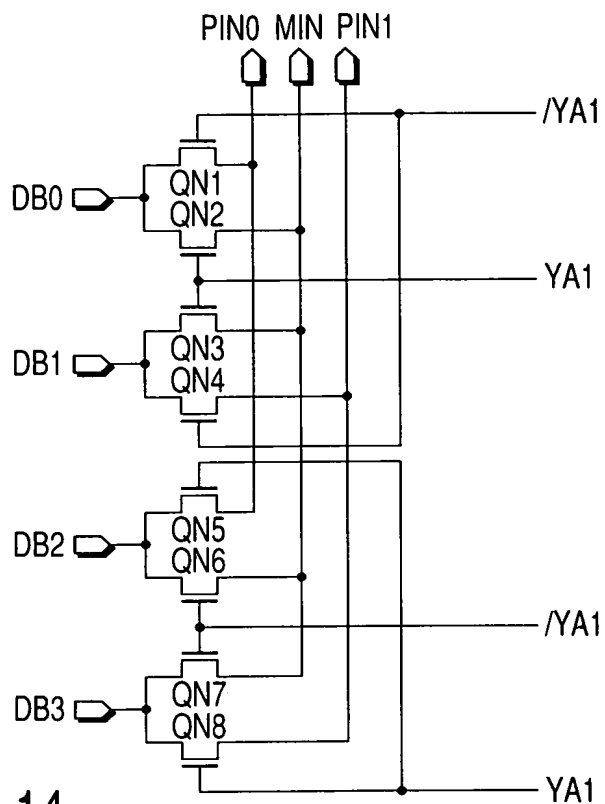 PIN0 MIN PIN1
/YA1
QN1
DB0
QN2
YA1
QN3
DB1
QN4
QN5
DB2
QN6
/YA1
QN7
DB3
QN8
YA1